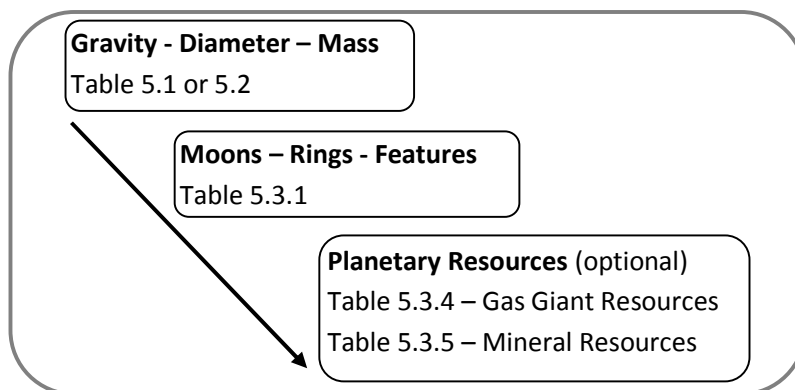 Gravity - Diameter – Mass
Table 5.1 or 5.2
Moons – Rings - Features
Table 5.3.1
Planetary Resources (optional)
Table 5.3.4 – Gas Giant Resources
Table 5.3.5 – Mineral Resources